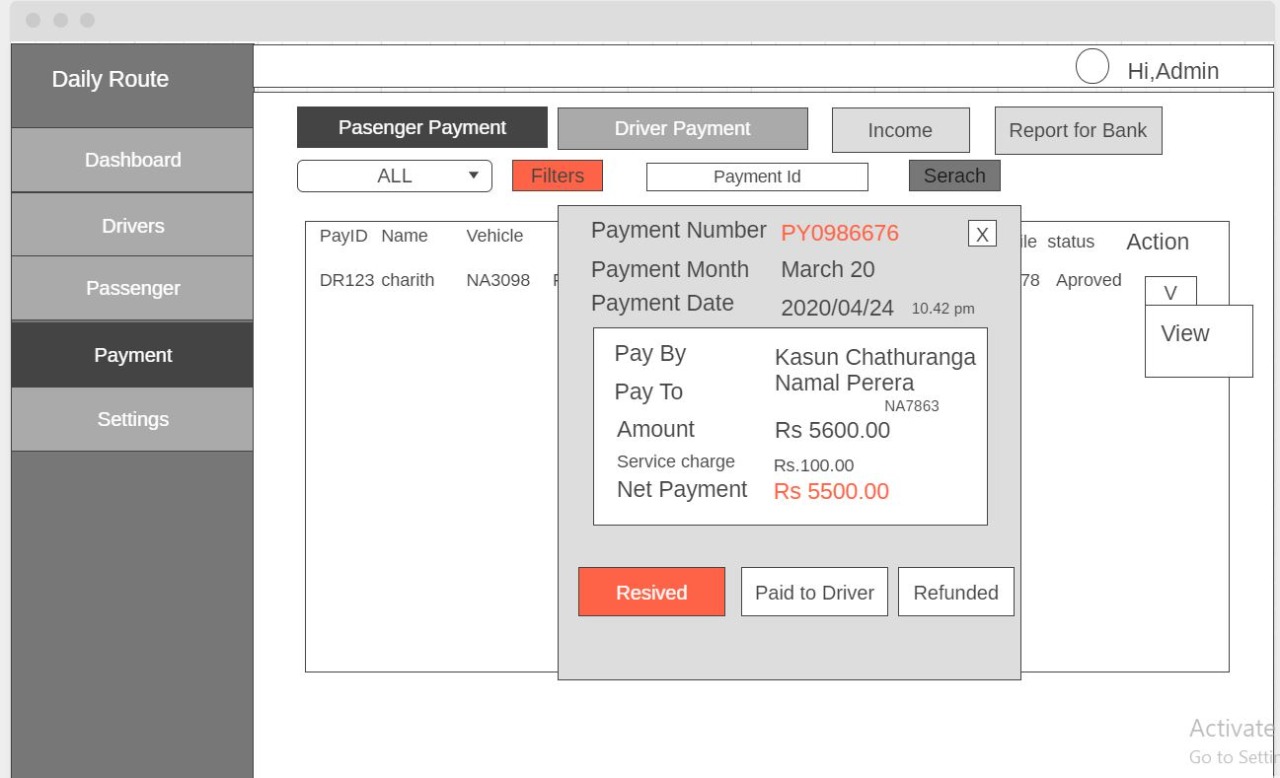 Daily Route
Hi,Admin
Dashboard
Drivers
Passenger
Payment
Settings
Pasenger Payment
Driver Payment
Income
Report for Bank
ALL
Filters
Payment Id
Serach
PayID Name Vehicle
status Action
DR123 charith NA3098
78 Aproved
V
View
Payment Number PY0986676
X
Payment Month March 20
Payment Date 2020/04/24 10.42 pm
Pay By Kasun Chathuranga
Pay To Namal Perera
NA7863
Amount Rs 5600.00
Service charge Rs.100.00
Net Payment Rs 5500.00
Resived
Paid to Driver
Refunded
Activate
Go to Settin